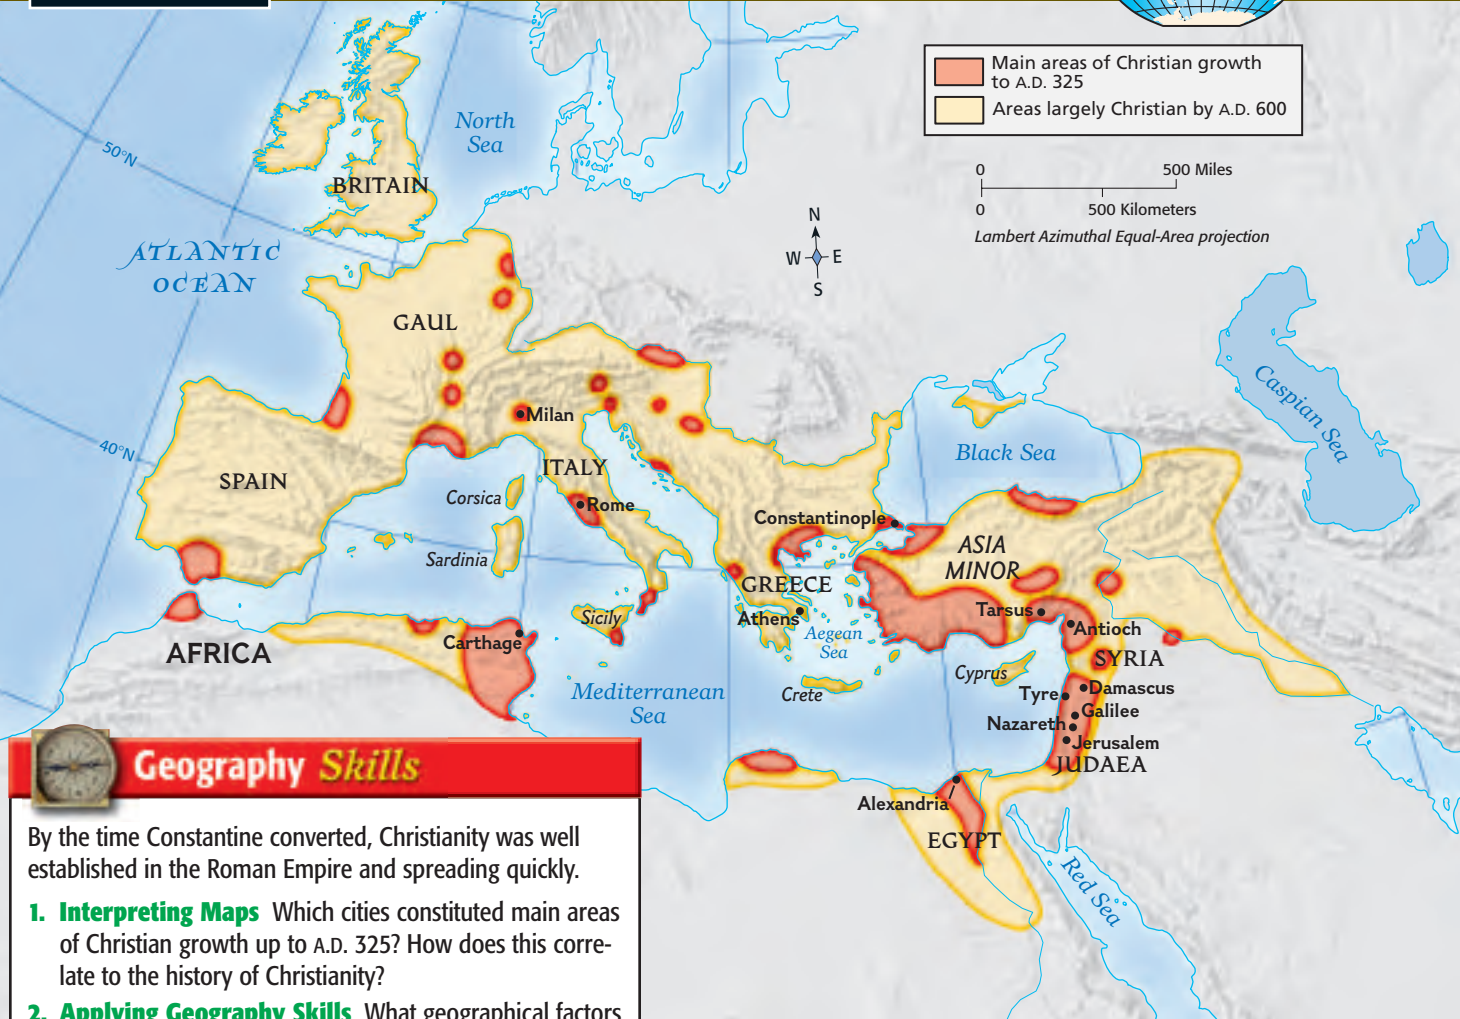 Main areas of Christian growth
to A.D. 325
Areas largely Christian by A.D. 600
0 500 Miles
0 500 Kilometers
Lambert Azimuthal Equal-Area projection
N
W E
S
50°N
40°N
North
Sea
BRITAIN
ATLANTIC
OCEAN
GAUL
Caspian Sea
Milan
Black Sea
SPAIN
ITALY
Corsica
Rome
Constantinople
Sardinia
ASIA
MINOR
GREECE
Sicily
Athens
Tarsus
Antioch
Aegean
Sea
Carthage
AFRICA
SYRIA
Cyprus
Mediterranean
Sea
Crete
Tyre
Damascus
Galilee
Nazareth
Jerusalem
JUDAEA
Alexandria
EGYPT
Red Sea
Geography Skills
By the time Constantine converted, Christianity was well
established in the Roman Empire and spreading quickly.
1. Interpreting Maps Which cities constituted main areas
of Christian growth up to A.D. 325? How does this corre-
late to the history of Christianity?
2. Applying Geography Skills What geographical factors